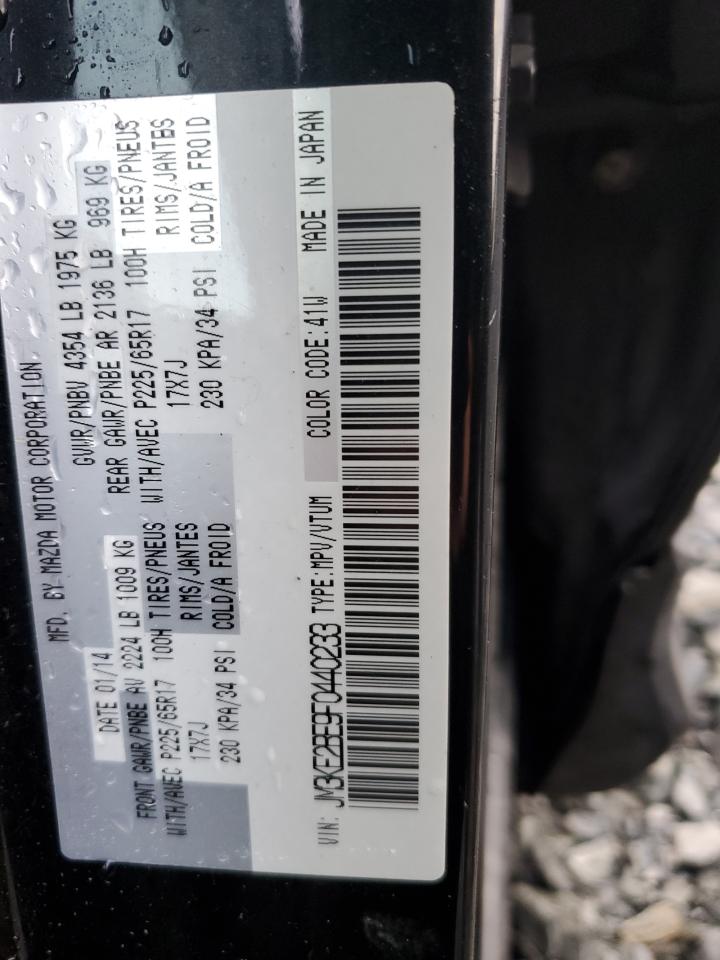 MFD. BY MAZDA MOTOR CORPORATION
DATE 01/14 GVWR/PNBV 4354 LB 1975 KG
FRONT GAWR/PNBE AV 2224 LB 1009 KG REAR GAWR/PNBE AR 2136 LB 969 KG
WITH/AVEC P225/65R17 100H TIRES/PNEUS WITH/AVEC P225/65R17 100H TIRES/PNEUS
17X7J RIMS/JANTES 17X7J RIMS/JANTES
230 KPA/34 PSI COLD/A FROID 230 KPA/34 PSI COLD/A FROID
VIN: JM3KE2BE9F0440233 TYPE:MPV/VTUM COLOR CODE:41W MADE IN JAPAN